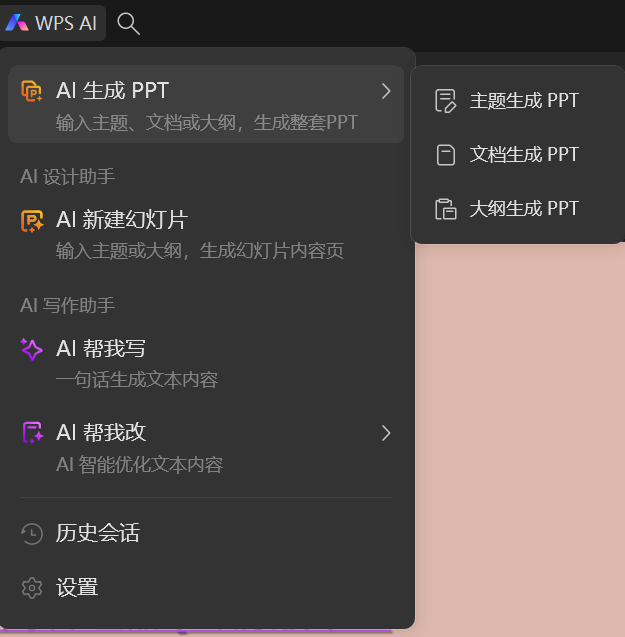 WPS AI
AI 生成 PPT
输入主题、文档或大纲，生成整套PPT
主题生成 PPT
文档生成 PPT
大纲生成 PPT
AI 设计助手
AI 新建幻灯片
输入主题或大纲，生成幻灯片内容页
AI 写作助手
AI 帮我写
一句话生成文本内容
AI 帮我改
AI 智能优化文本内容
历史会话
设置